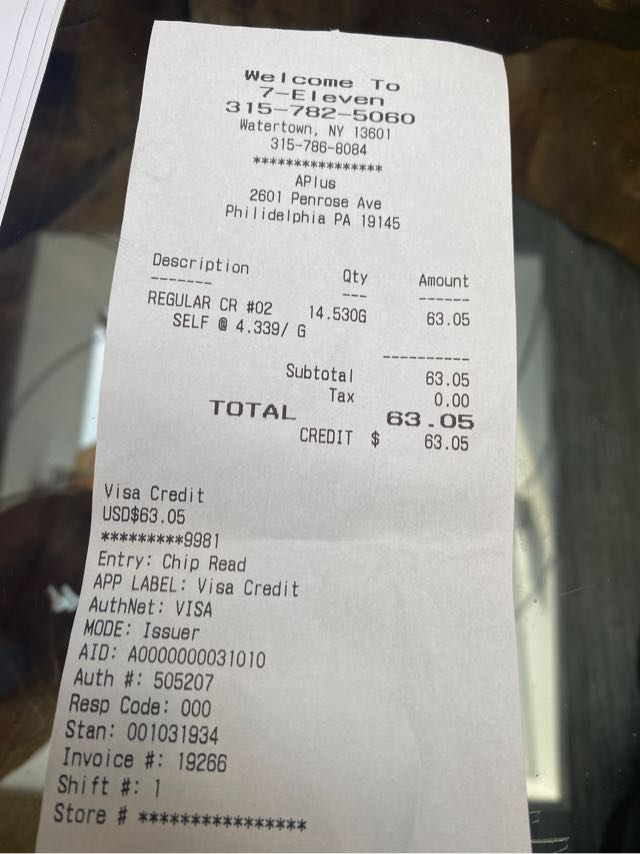 Welcome To
7-Eleven
315-782-5060
Watertown, NY 13601
315-786-8084
****************
APlus
2601 Penrose Ave
Philidelphia PA 19145
Description Qty Amount
------- --- ------
REGULAR CR #02 14.530G 63.05
SELF @ 4.339/ G
----------
Subtotal 63.05
Tax 0.00
TOTAL 63.05
CREDIT $ 63.05
Visa Credit
USD$63.05
*********9981
Entry: Chip Read
APP LABEL: Visa Credit
AuthNet: VISA
MODE: Issuer
AID: A0000000031010
Auth #: 505207
Resp Code: 000
Stan: 001031934
Invoice #: 19266
Shift #: 1
Store # ****************